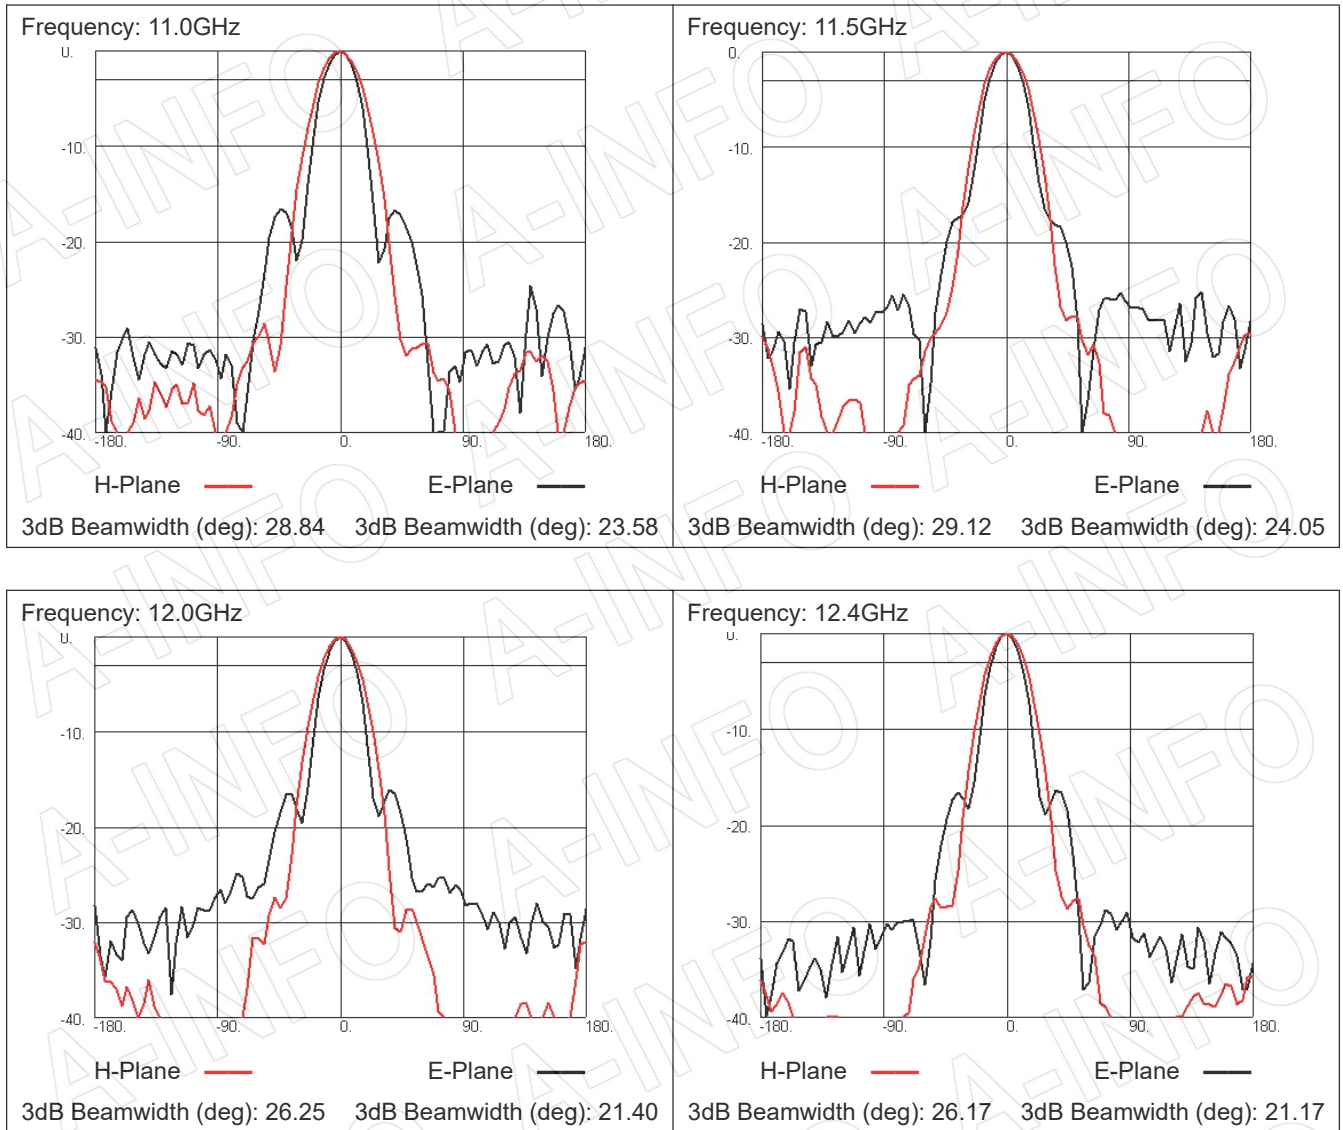 Frequency: 11.0GHz
0.
-10.
-20.
-30.
-40.
-180. -90. 0. 90. 180.
H-Plane E-Plane
3dB Beamwidth (deg): 28.84 3dB Beamwidth (deg): 23.58
Frequency: 11.5GHz
0.
-10.
-20.
-30.
-40.
-180. -90. 0. 90. 180.
H-Plane E-Plane
3dB Beamwidth (deg): 29.12 3dB Beamwidth (deg): 24.05
Frequency: 12.0GHz
0.
-10.
-20.
-30.
-40.
-180. -90. 0. 90. 180.
H-Plane E-Plane
3dB Beamwidth (deg): 26.25 3dB Beamwidth (deg): 21.40
Frequency: 12.4GHz
0.
-10.
-20.
-30.
-40.
-180. -90. 0. 90. 180.
H-Plane E-Plane
3dB Beamwidth (deg): 26.17 3dB Beamwidth (deg): 21.17
A-INFO